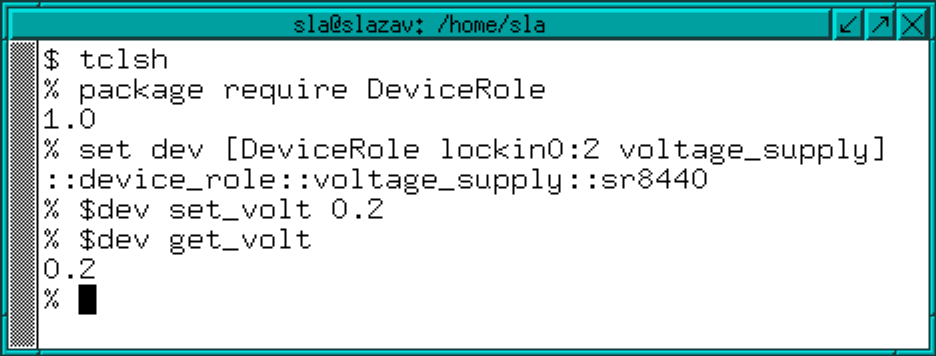 sla@slazav: /home/sla
$ tclsh
% package require DeviceRole
1.0
% set dev [DeviceRole lockin0:2 voltage_supply]
::device_role::voltage_supply::sr8440
% $dev set_volt 0.2
% $dev get_volt
0.2
%